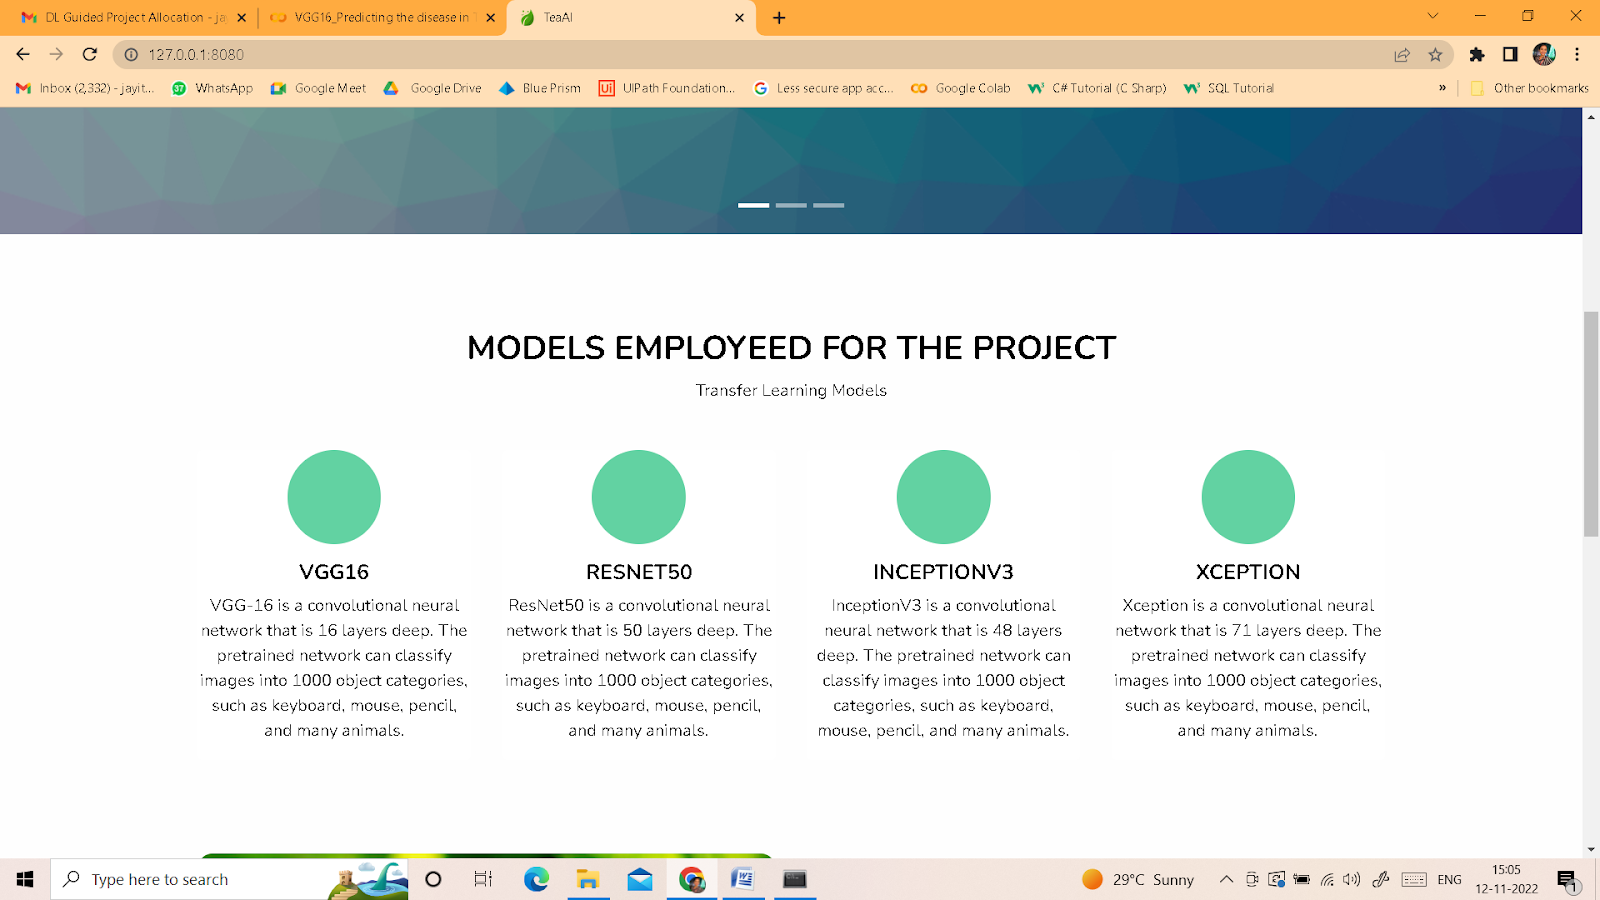 DL Guided Project Allocation - ja
VGG16_Predicting the disease in T
TeaAI
127.0.0.1:8080
Inbox (2,332) - jayit...
37
WhatsApp
Google Meet
Google Drive
Blue Prism
Ui
UIPath Foundation...
Less secure app acc...
Google Colab
C# Tutorial (C Sharp)
SQL Tutorial
»
Other bookmarks
MODELS EMPLOYEED FOR THE PROJECT
Transfer Learning Models
VGG16
VGG-16 is a convolutional neural
network that is 16 layers deep. The
pretrained network can classify
images into 1000 object categories,
such as keyboard, mouse, pencil,
and many animals.
RESNET50
ResNet50 is a convolutional neural
network that is 50 layers deep. The
pretrained network can classify
images into 1000 object categories,
such as keyboard, mouse, pencil,
and many animals.
INCEPTIONV3
InceptionV3 is a convolutional
neural network that is 48 layers
deep. The pretrained network can
classify images into 1000 object
categories, such as keyboard,
mouse, pencil, and many animals.
XCEPTION
Xception is a convolutional neural
network that is 71 layers deep. The
pretrained network can classify
images into 1000 object categories,
such as keyboard, mouse, pencil,
and many animals.
Type here to search
29°C Sunny
ENG
15:05
12-11-2022
1